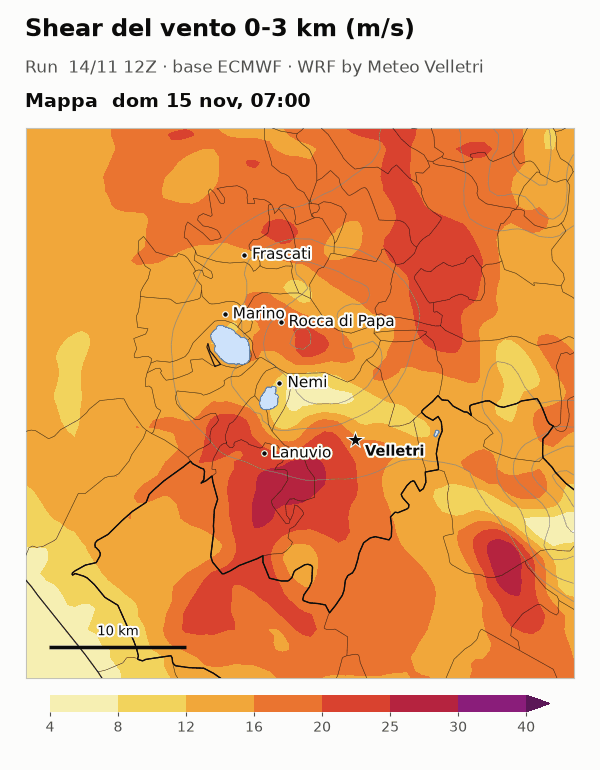 Shear del vento 0-3 km (m/s)
Run 14/11 12Z · base ECMWF · WRF by Meteo Velletri
Mappa dom 15 nov, 07:00
Frascati
Marino
Rocca di Papa
Nemi
Velletri
Lanuvio
10 km
4 8 12 16 20 25 30 40